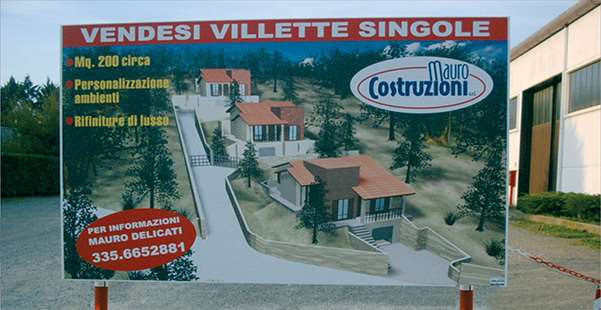 VENDESI VILLETTE SINGOLE
• Mq. 200 circa
• Personalizzazione
ambienti
• Rifiniture di lusso
Mauro
Costruzioni
PER INFORMAZIONI
MAURO DELICATI
335.6652881